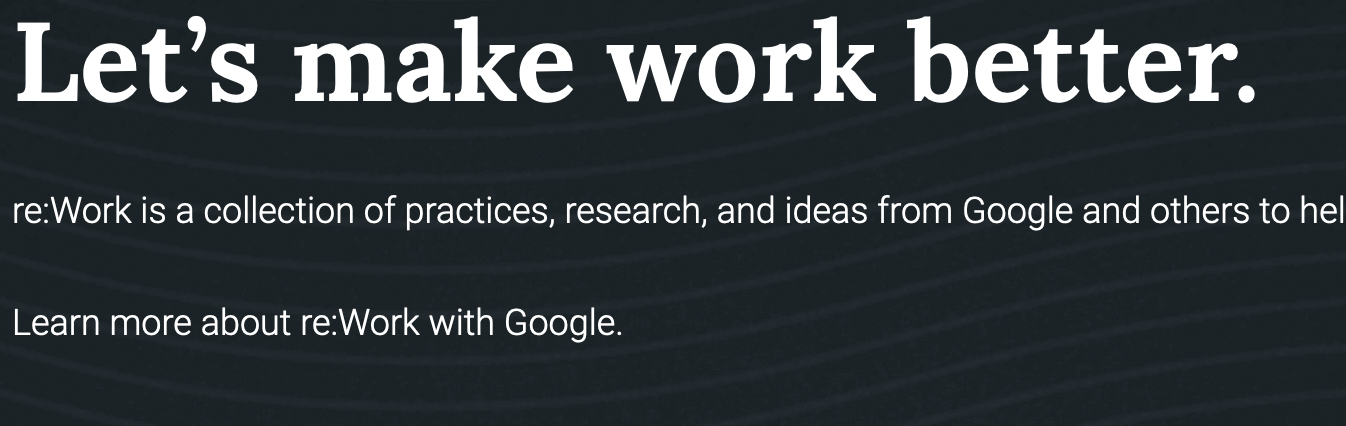 Let’s make work better.
re:Work is a collection of practices, research, and ideas from Google and others to hel
Learn more about re:Work with Google.